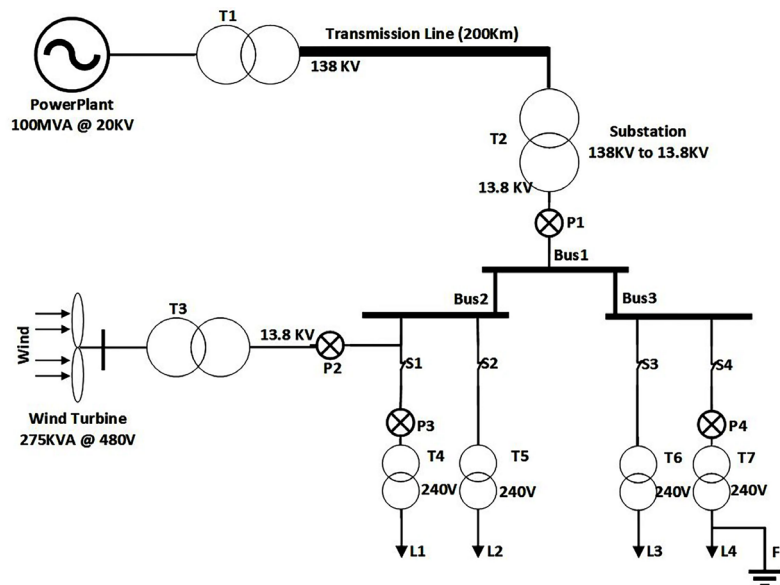 T1
Transmission Line (200Km)
138 KV
PowerPlant
100MVA @ 20KV
T2
Substation
138KV to 13.8KV
13.8 KV
P1
Bus1
Bus2
Bus3
T3
13.8 KV
P2
Wind
Wind Turbine
275KVA @ 480V
S1
S2
S3
S4
P3
P4
T4
240V
T5
240V
T6
240V
T7
240V
L1
L2
L3
L4
F